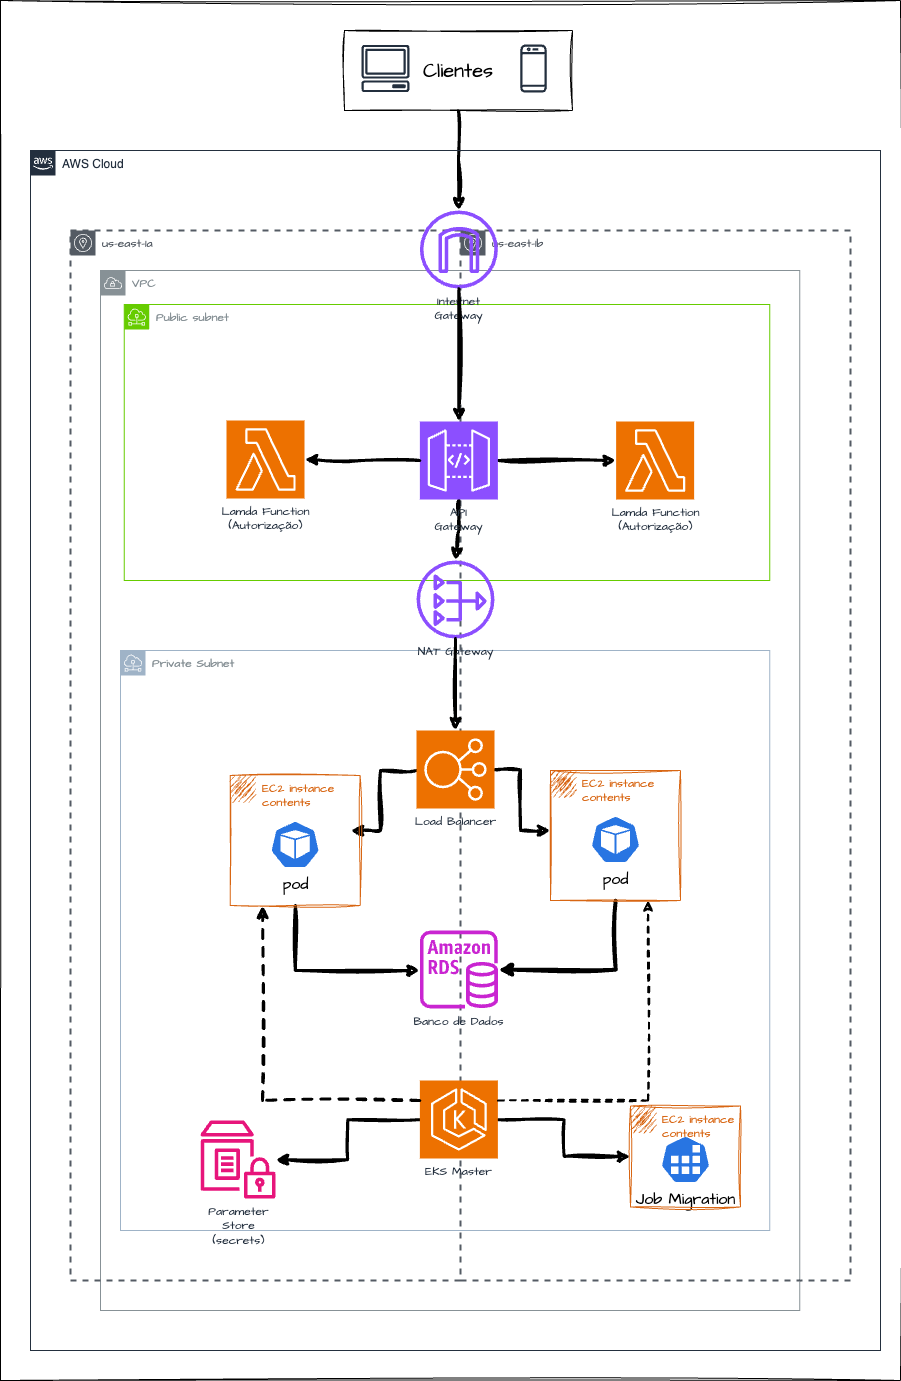 Clientes
aws
AWS Cloud
us-east-1a
us-east-1b
VPC
Internet
Gateway
Public subnet
</>
Lamda Function
(Autorização)
API
Gateway
Lamda Function
(Autorização)
NAT Gateway
Private Subnet
EC2 instance
contents
pod
Load Balancer
EC2 instance
contents
pod
Amazon
RDS
Banco de Dados
K
EKS Master
EC2 instance
contents
Job Migration
Parameter
Store
(secrets)